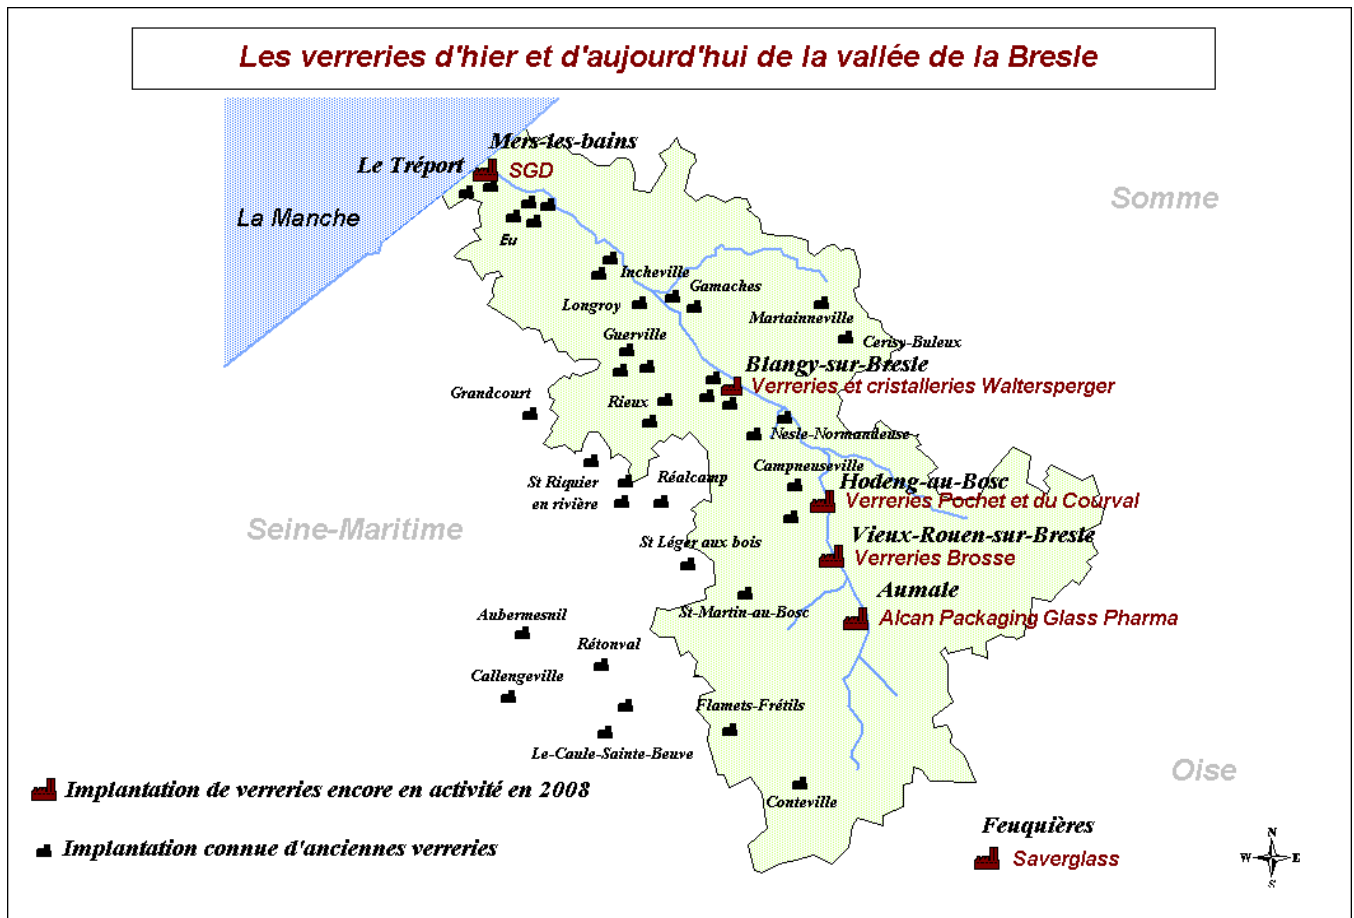 Les verreries d'hier et d'aujourd'hui de la vallée de la Bresle
Mers-les-bains
Le Tréport
SGD
Somme
La Manche
Eu
Incheville
Gamaches
Longroy
Martainneville
Guerville
Cerisy-Buleux
Blangy-sur-Bresle
Verreries et cristalleries Waltersperger
Grandcourt
Rieux
Nesle-Normandeuse
Campneuseville
St Riquier
en rivière
Réalcamp
Hodeng-au-Bosc
Verreries Pochet et du Courval
Seine-Maritime
Vieux-Rouen-sur-Bresle
St Léger aux bois
Verreries Brosse
Aumale
St-Martin-au-Bosc
Alcan Packaging Glass Pharma
Aubermesnil
Rétonval
Callengeville
Flamets-Frétils
Le-Caule-Sainte-Beuve
Oise
Implantation de verreries encore en activité en 2008
Conteville
Feuquières
Implantation connue d'anciennes verreries
Saverglass
N
W E
S